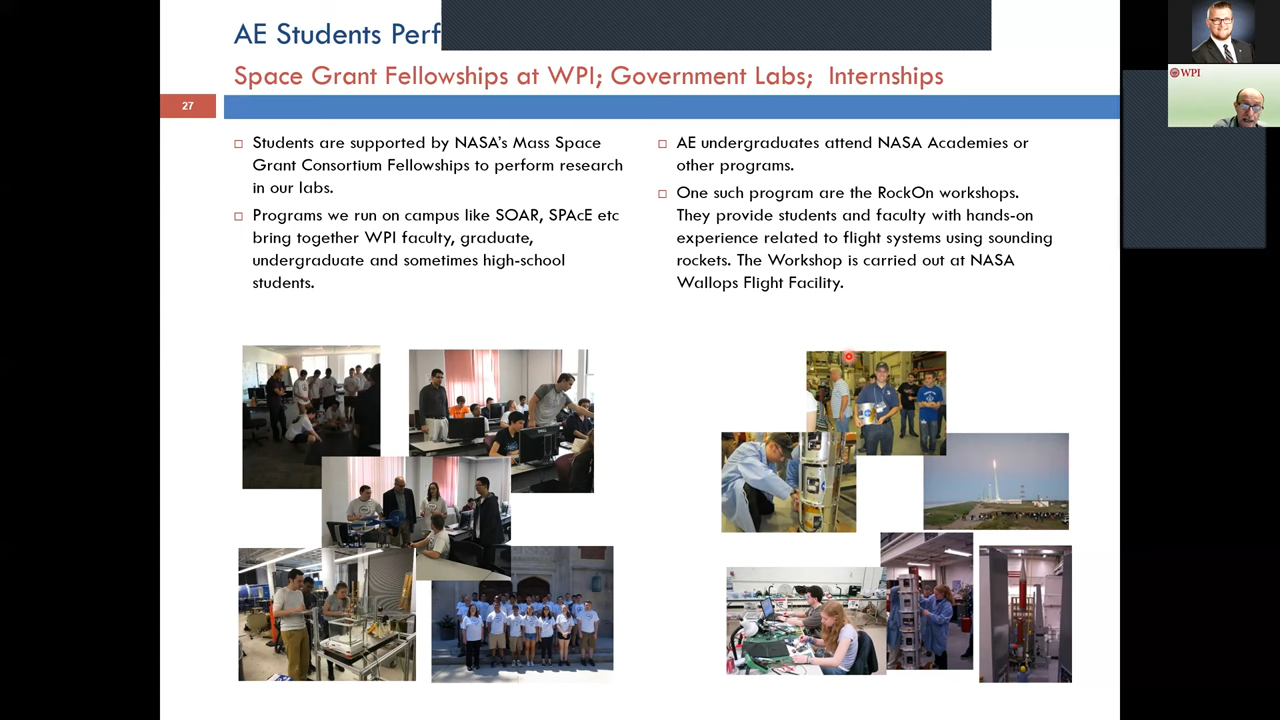 AE Students Perf
Space Grant Fellowships at WPI; Government Labs; Internships
27
Students are supported by NASA's Mass Space
Grant Consortium Fellowships to perform research
in our labs.
Programs we run on campus like SOAR, SPAcE etc
bring together WPI faculty, graduate,
undergraduate and sometimes high-school
students.
AE undergraduates attend NASA Academies or
other programs.
One such program are the RockOn workshops.
They provide students and faculty with hands-on
experience related to flight systems using sounding
rockets. The Workshop is carried out at NASA
Wallops Flight Facility.
WPI